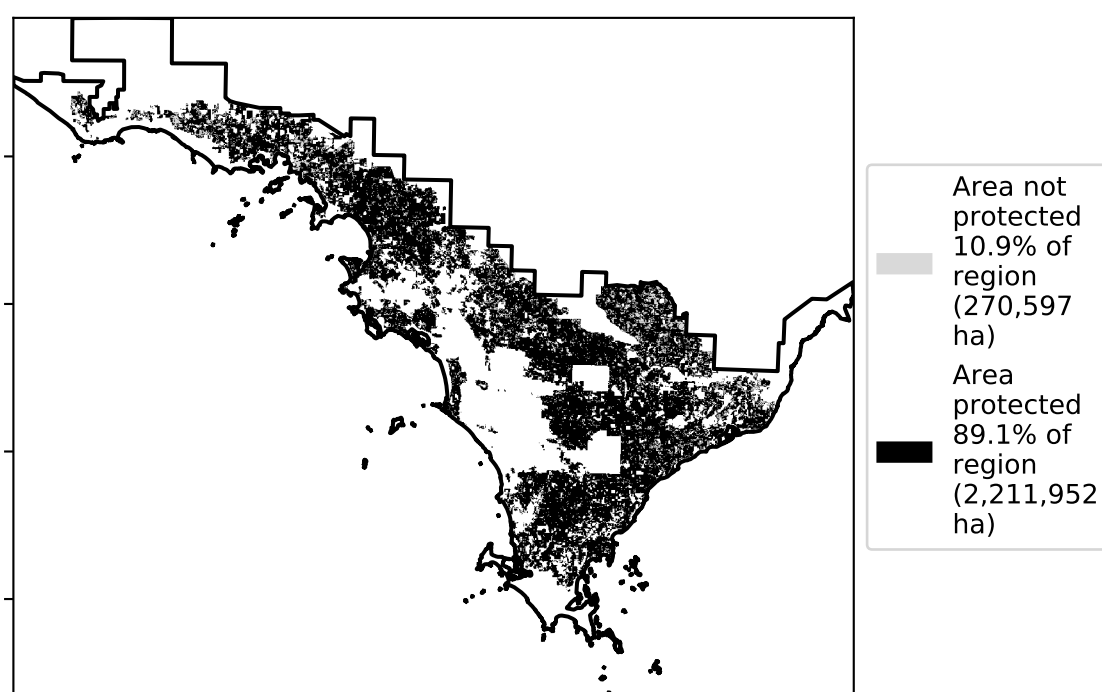 Area not
protected
10.9% of
region
(270,597
ha)
Area
protected
89.1% of
region
(2,211,952
ha)